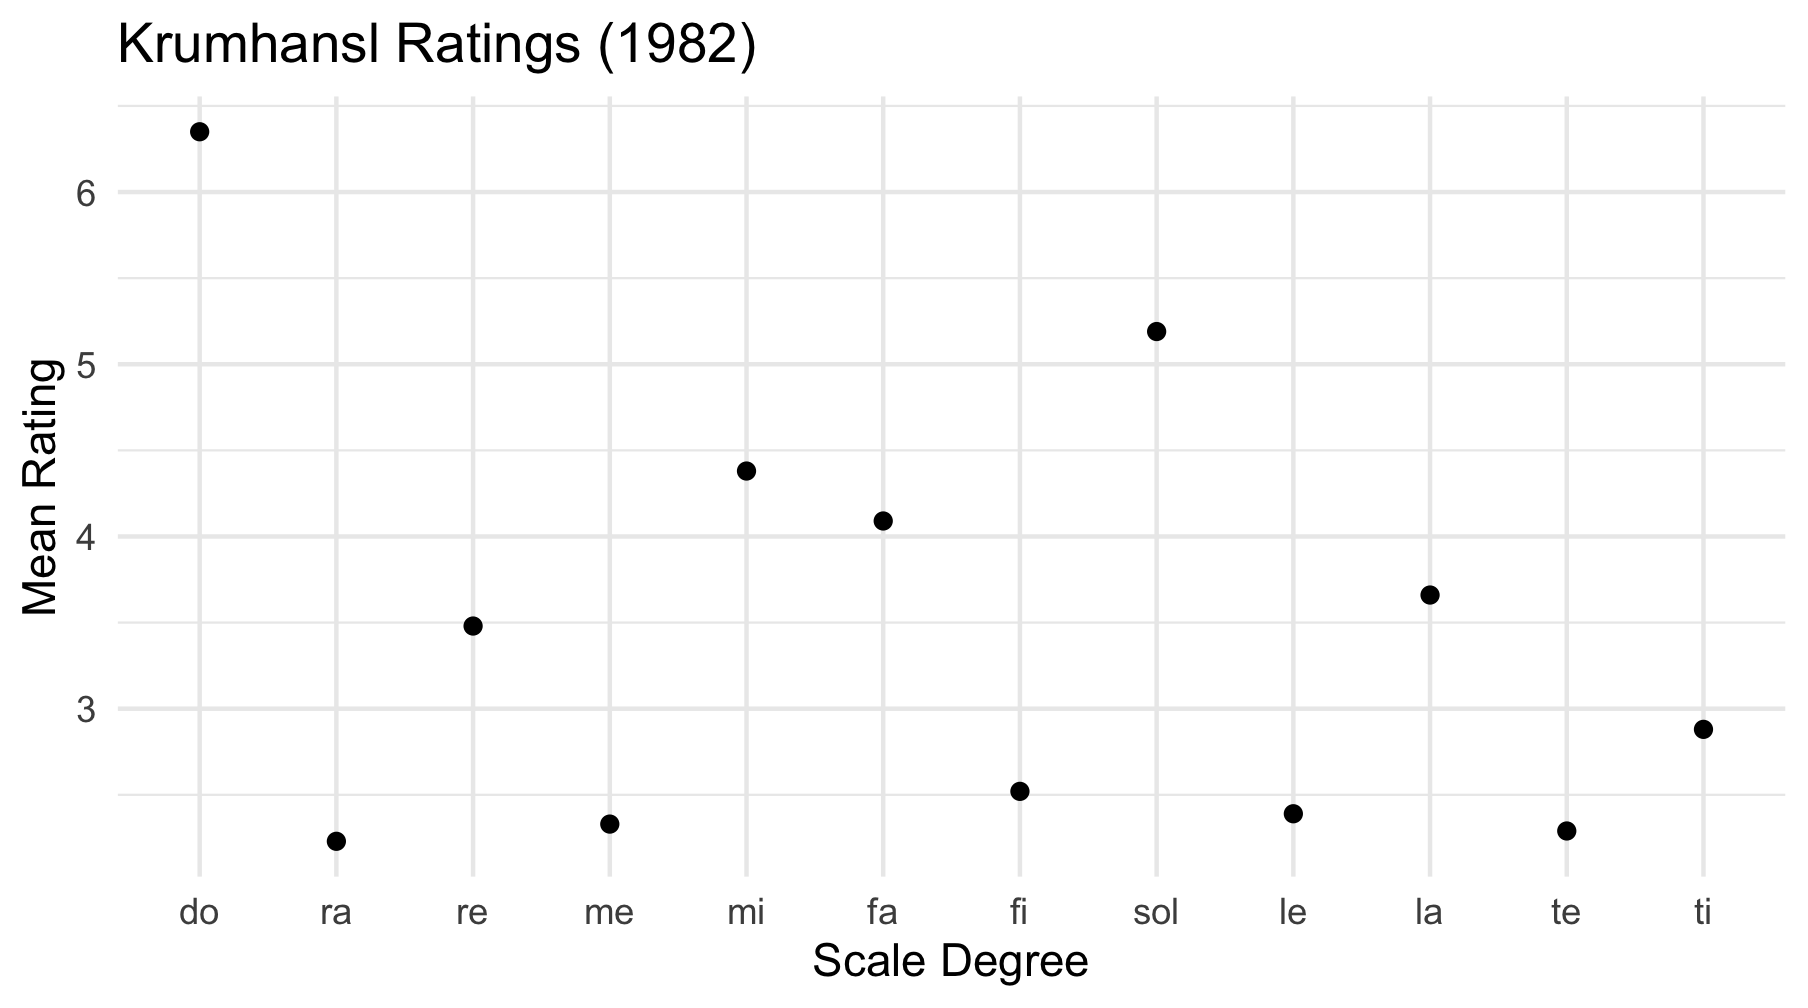 Krumhansl Ratings (1982)
Mean Rating
6
5
4
3
do ra re me mi fa fi sol le la te ti
Scale Degree